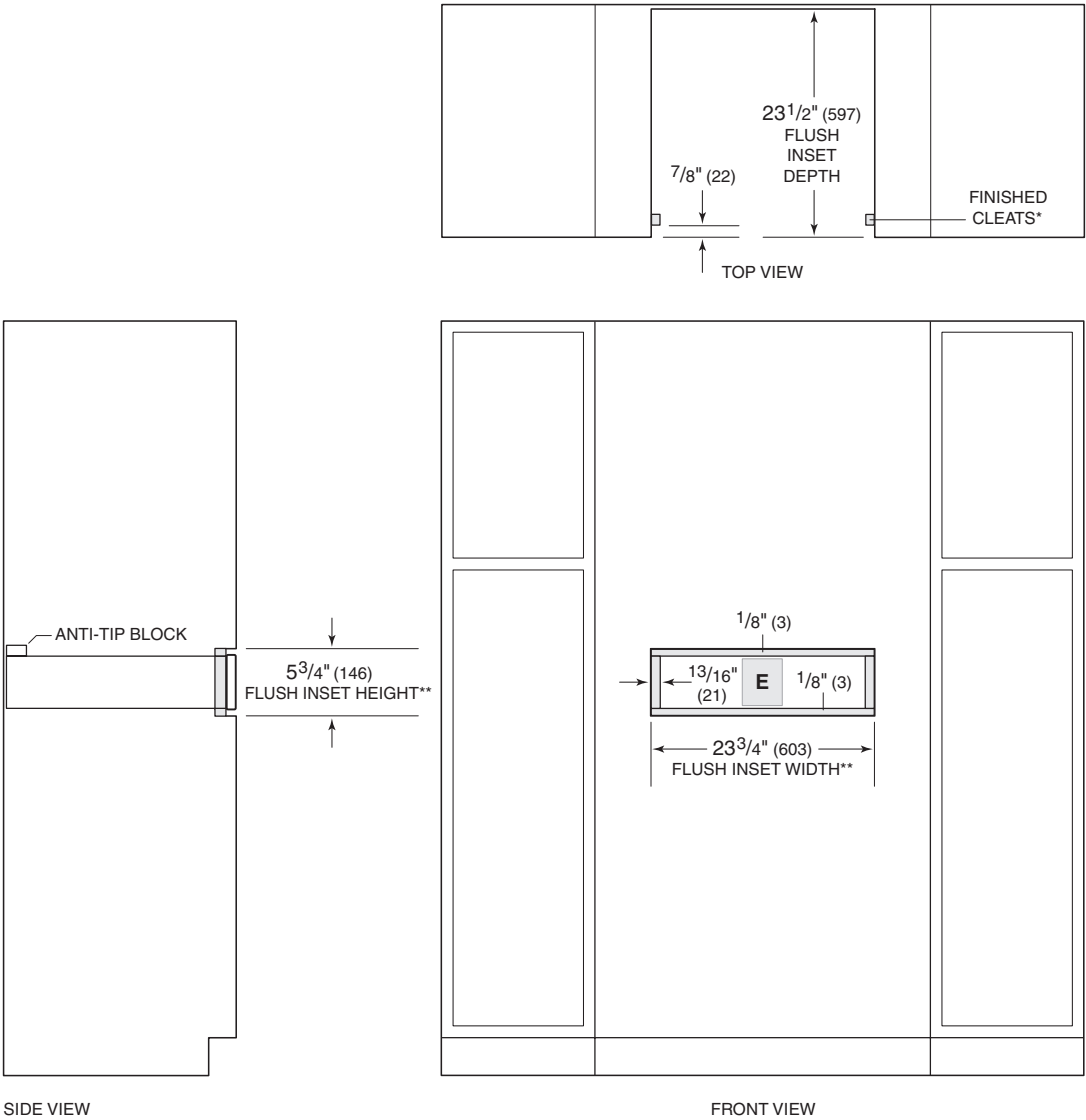 23 1/2" (597)
FLUSH
INSET
DEPTH
7/8" (22)
FINISHED
CLEATS*
TOP VIEW
ANTI-TIP BLOCK
5 3/4" (146)
FLUSH INSET HEIGHT**
1/8" (3)
13/16"
(21)
E
1/8" (3)
23 3/4" (603)
FLUSH INSET WIDTH**
SIDE VIEW
FRONT VIEW